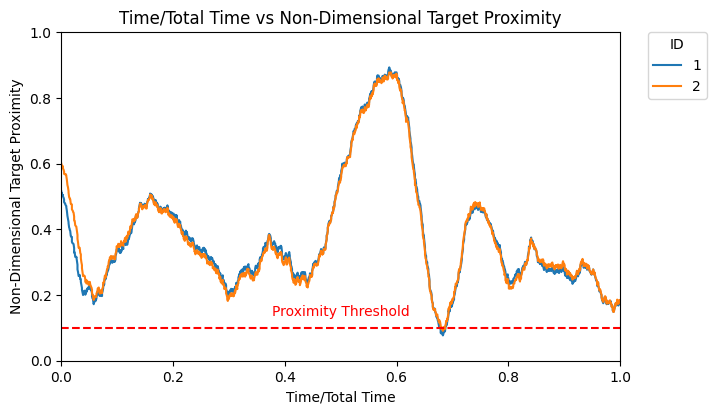 Time/Total Time vs Non-Dimensional Target Proximity
ID
1
2
Non-Dimensional Target Proximity
1.0
0.8
0.6
0.4
0.2
0.0
Proximity Threshold
0.0 0.2 0.4 0.6 0.8 1.0
Time/Total Time